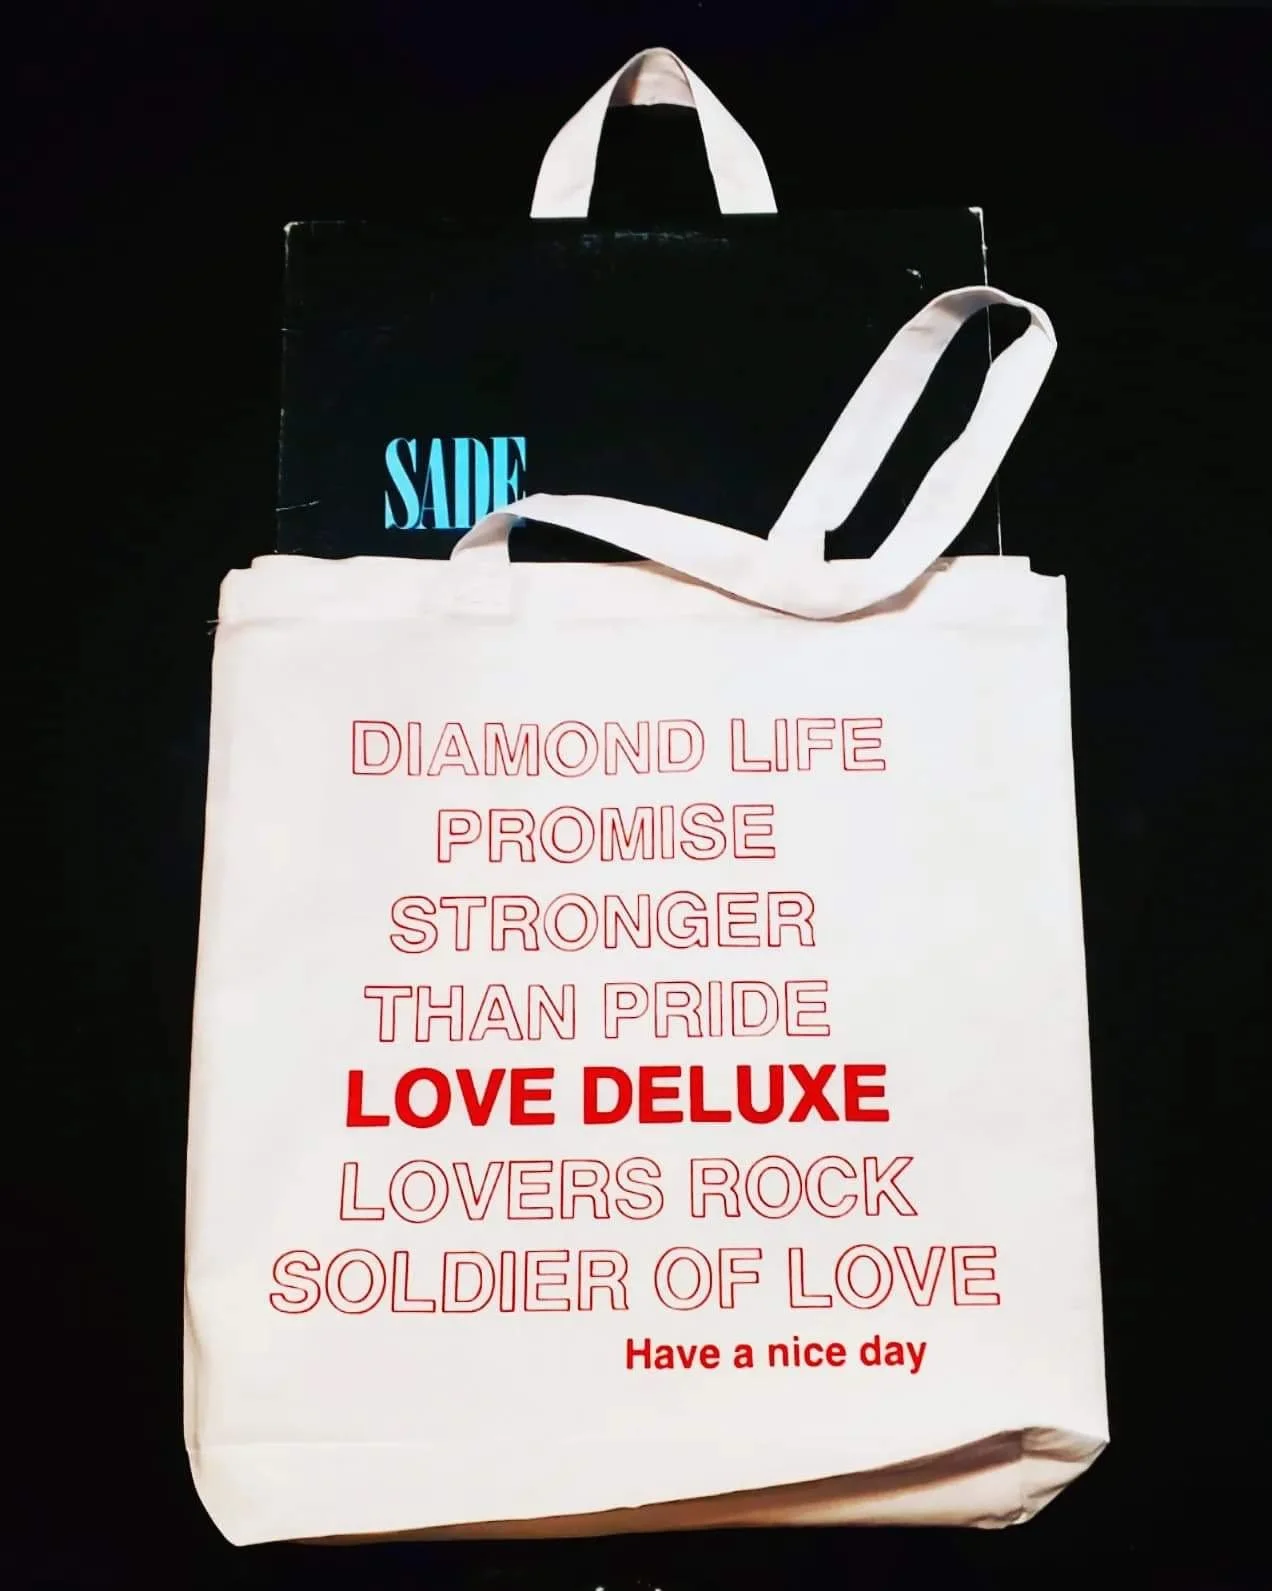 SADE
DIAMOND LIFE
PROMISE
STRONGER
THAN PRIDE
LOVE DELUXE
LOVERS ROCK
SOLDIER OF LOVE
Have a nice day